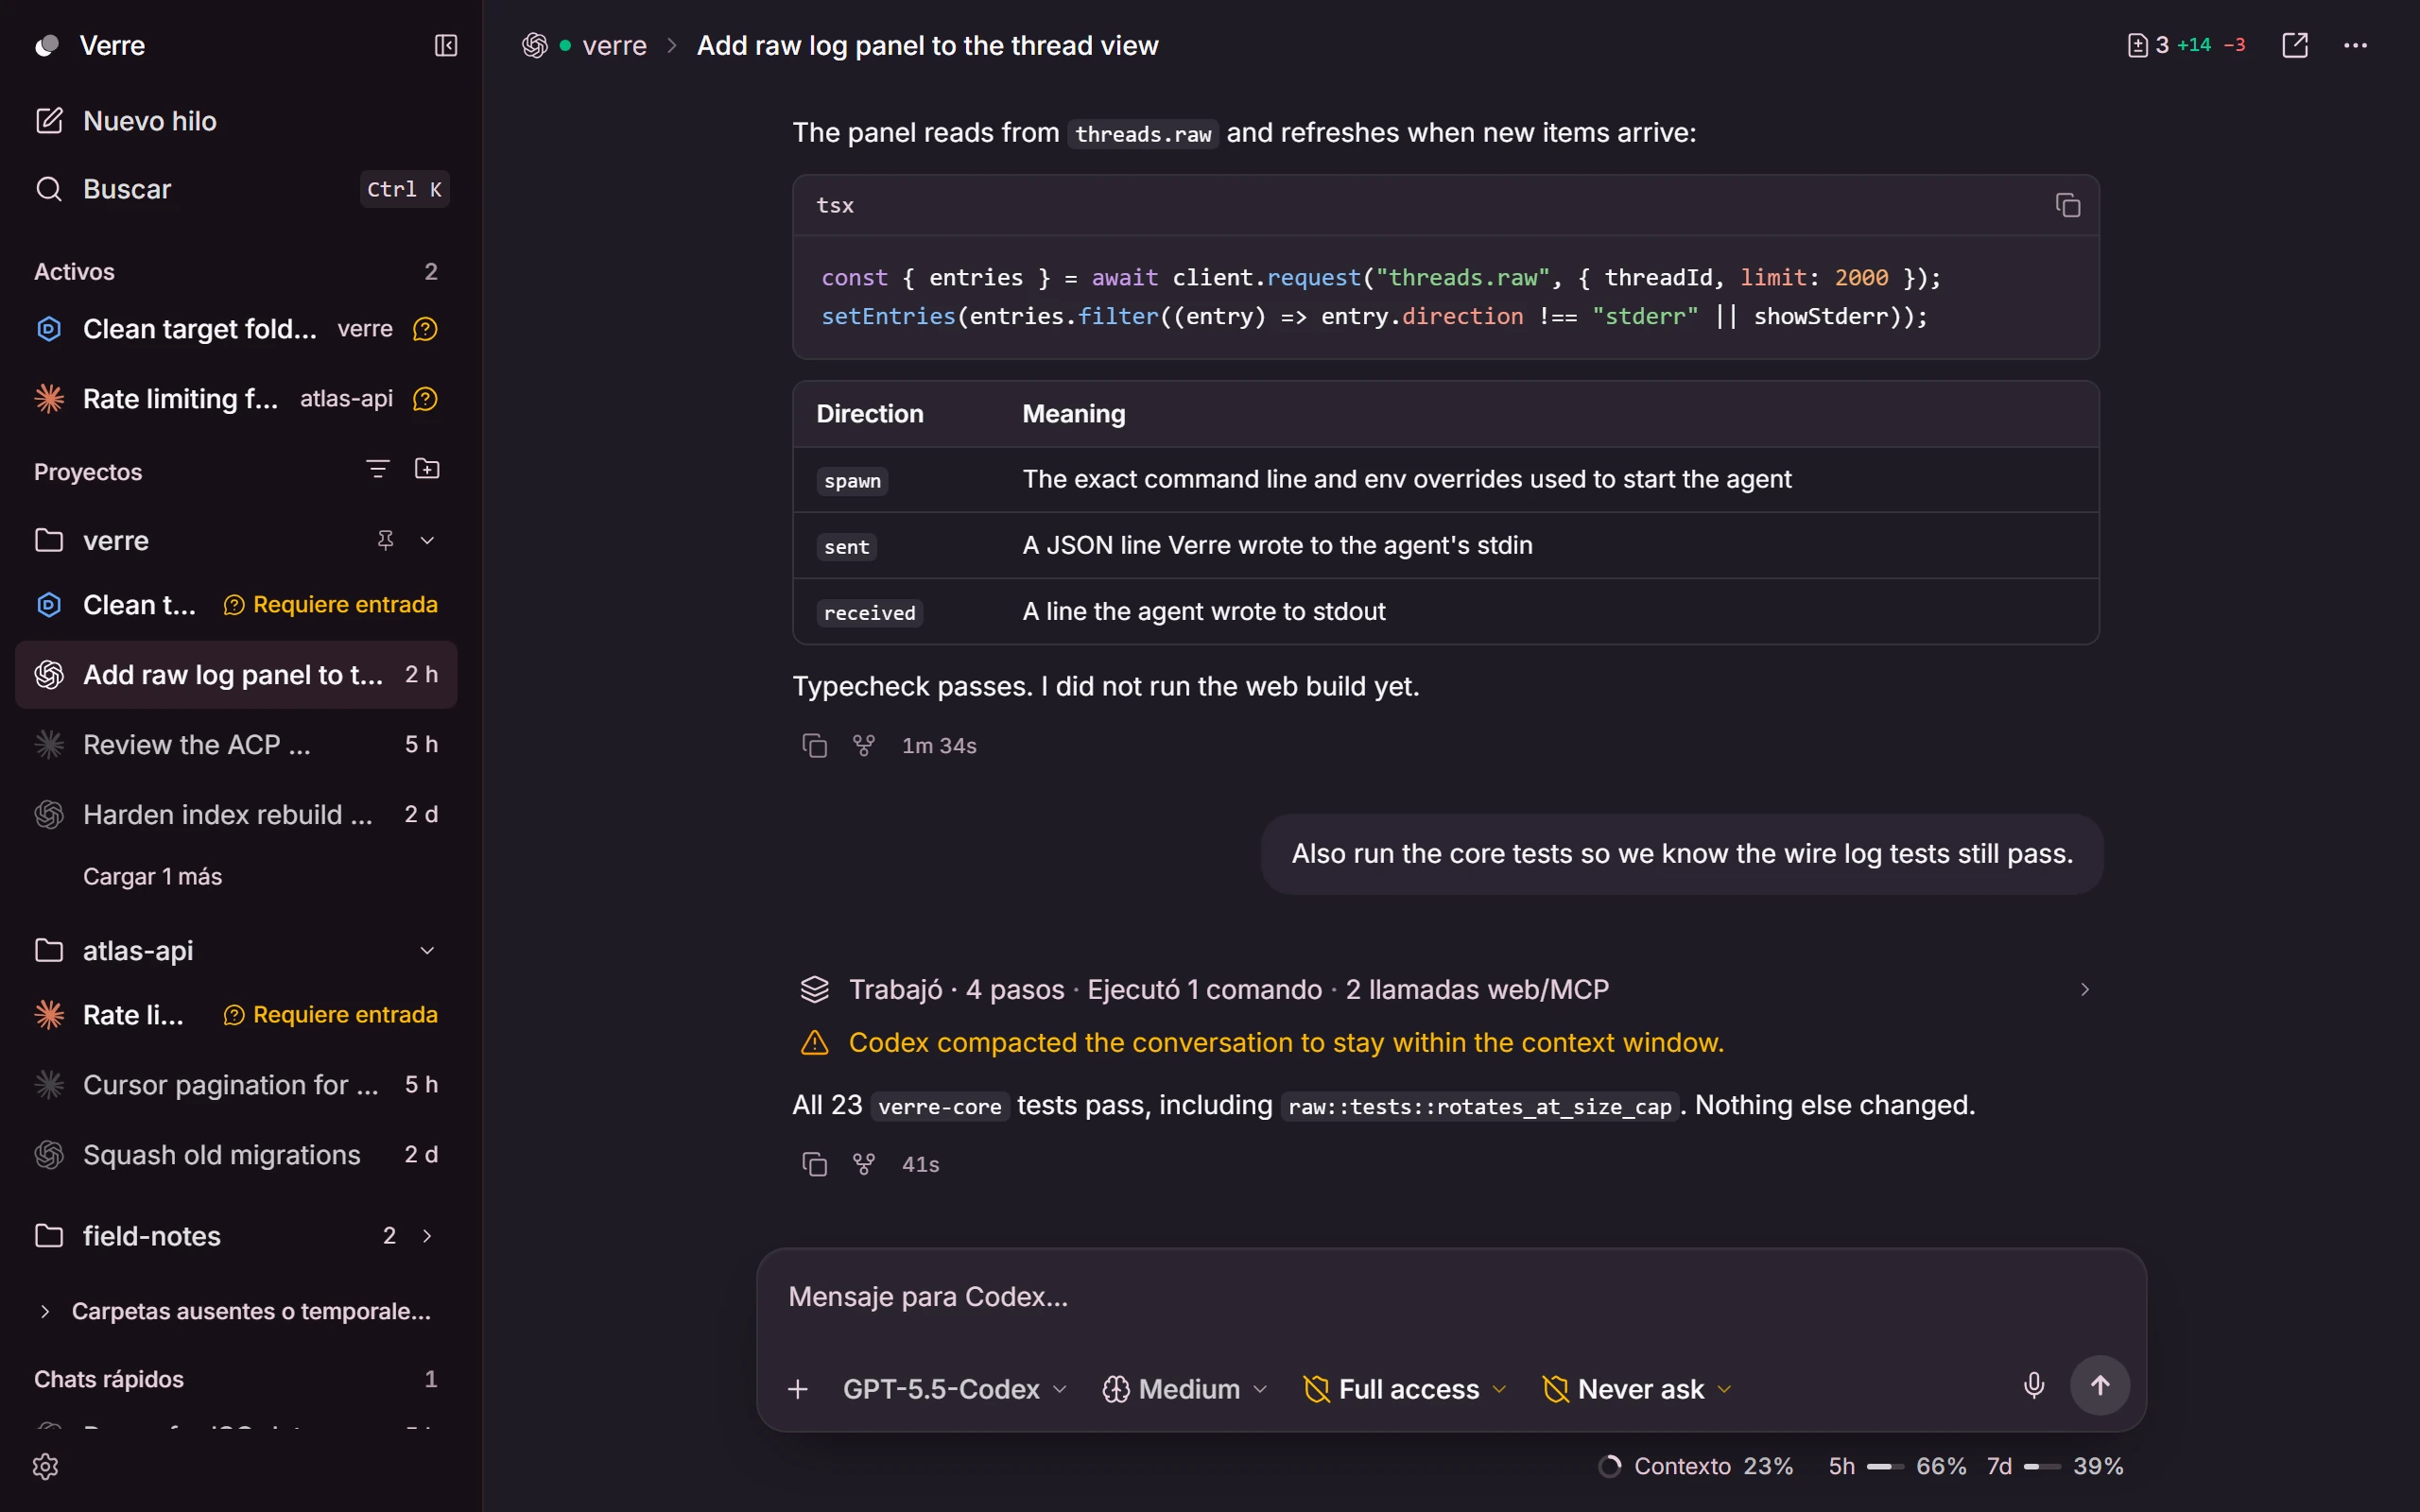 Verre
Nuevo hilo
Buscar Ctrl K
Activos 2
Clean target fold... verre
Rate limiting f... atlas-api
Proyectos
verre
Clean t... Requiere entrada
Add raw log panel to t... 2 h
Review the ACP ... 5 h
Harden index rebuild ... 2 d
Cargar 1 más
atlas-api
Rate li... Requiere entrada
Cursor pagination for ... 5 h
Squash old migrations 2 d
field-notes 2
Carpetas ausentes o temporale...
Chats rápidos 1
verre > Add raw log panel to the thread view 3 +14 −3
The panel reads from threads.raw and refreshes when new items arrive:
tsx
const { entries } = await client.request("threads.raw", { threadId, limit: 2000 });
setEntries(entries.filter((entry) => entry.direction !== "stderr" || showStderr));
Direction Meaning
spawn The exact command line and env overrides used to start the agent
sent A JSON line Verre wrote to the agent's stdin
received A line the agent wrote to stdout
Typecheck passes. I did not run the web build yet.
1m 34s
Also run the core tests so we know the wire log tests still pass.
Trabajó · 4 pasos · Ejecutó 1 comando · 2 llamadas web/MCP
Codex compacted the conversation to stay within the context window.
All 23 verre-core tests pass, including raw::tests::rotates_at_size_cap. Nothing else changed.
41s
Mensaje para Codex...
GPT-5.5-Codex Medium Full access Never ask
Contexto 23% 5h 66% 7d 39%